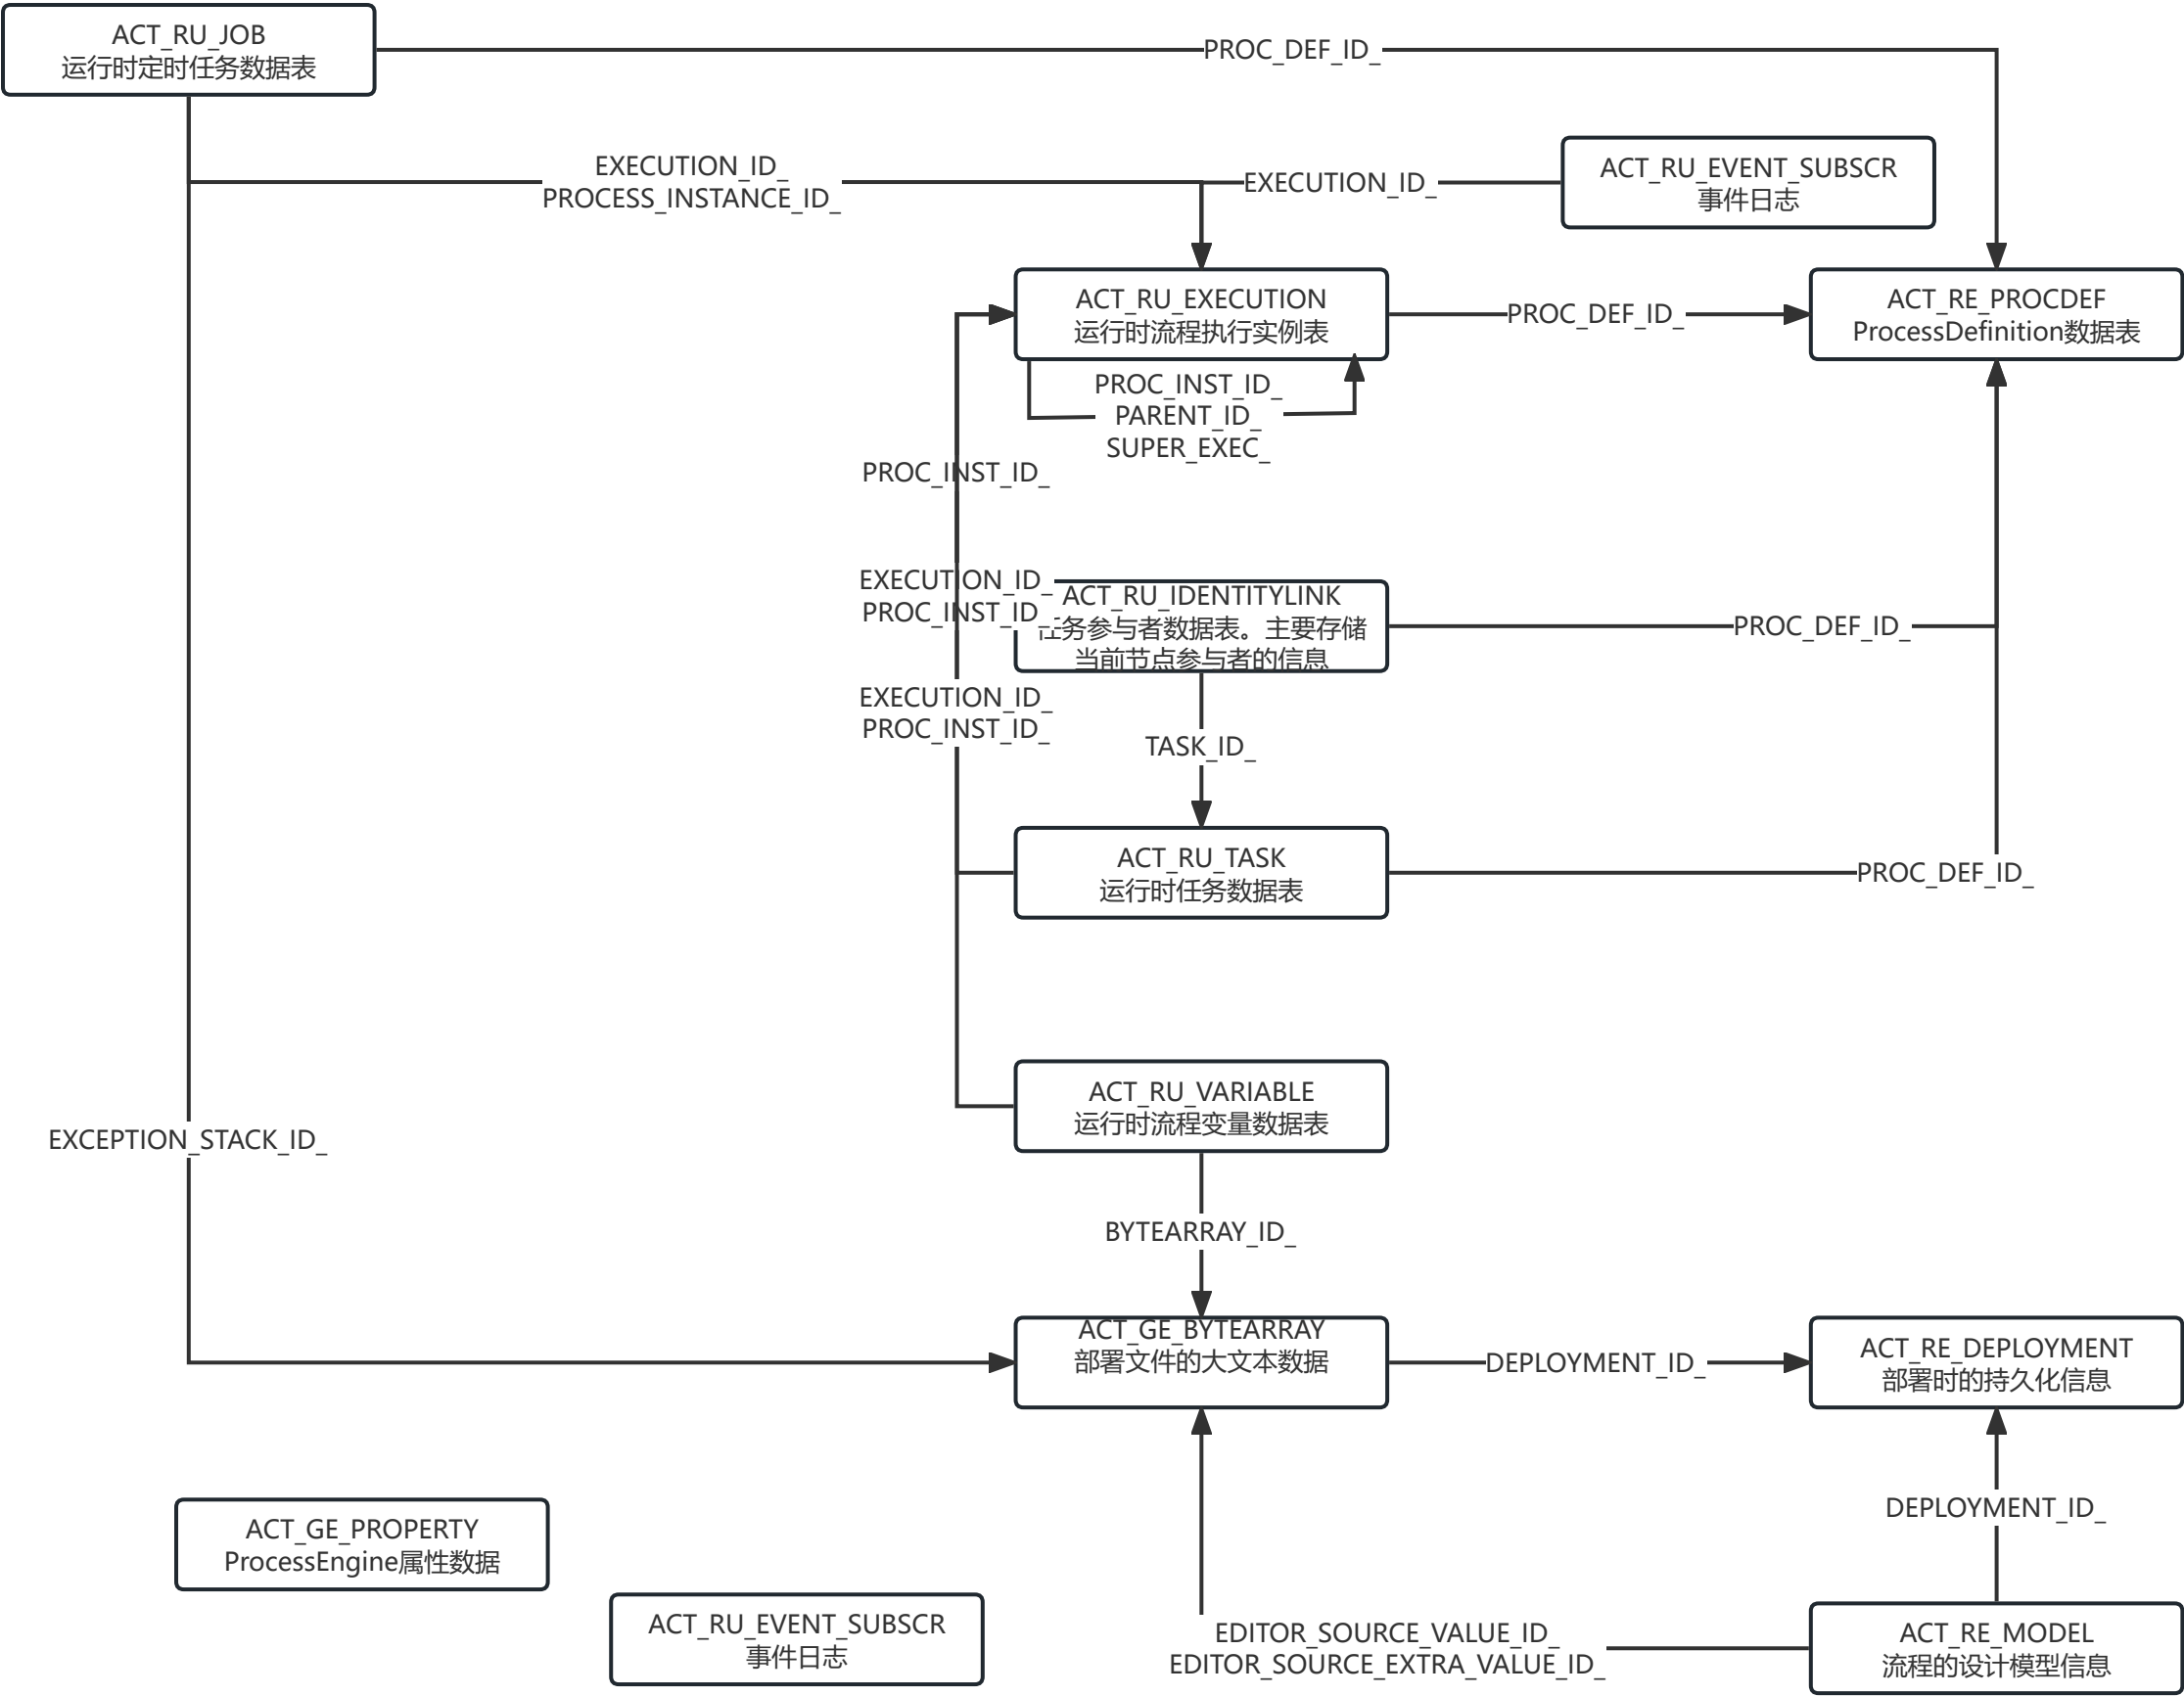 ACT_RU_JOB
运行时定时任务数据表
PROC_DEF_ID_
EXECUTION_ID_
PROCESS_INSTANCE_ID_
EXECUTION_ID_
ACT_RU_EVENT_SUBSCR
事件日志
ACT_RU_EXECUTION
运行时流程执行实例表
PROC_DEF_ID_
ACT_RE_PROCDEF
ProcessDefinition数据表
PROC_INST_ID_
PARENT_ID_
SUPER_EXEC_
PROC_INST_ID_
EXECUTION_ID_
PROC_INST_ID_
ACT_RU_IDENTITYLINK
任务参与者数据表。主要存储
当前节点参与者的信息
PROC_DEF_ID_
EXECUTION_ID_
PROC_INST_ID_
TASK_ID_
ACT_RU_TASK
运行时任务数据表
PROC_DEF_ID_
ACT_RU_VARIABLE
运行时流程变量数据表
EXCEPTION_STACK_ID_
BYTEARRAY_ID_
ACT_GE_BYTEARRAY
部署文件的大文本数据
DEPLOYMENT_ID_
ACT_RE_DEPLOYMENT
部署时的持久化信息
DEPLOYMENT_ID_
ACT_GE_PROPERTY
ProcessEngine属性数据
ACT_RU_EVENT_SUBSCR
事件日志
EDITOR_SOURCE_VALUE_ID_
EDITOR_SOURCE_EXTRA_VALUE_ID_
ACT_RE_MODEL
流程的设计模型信息